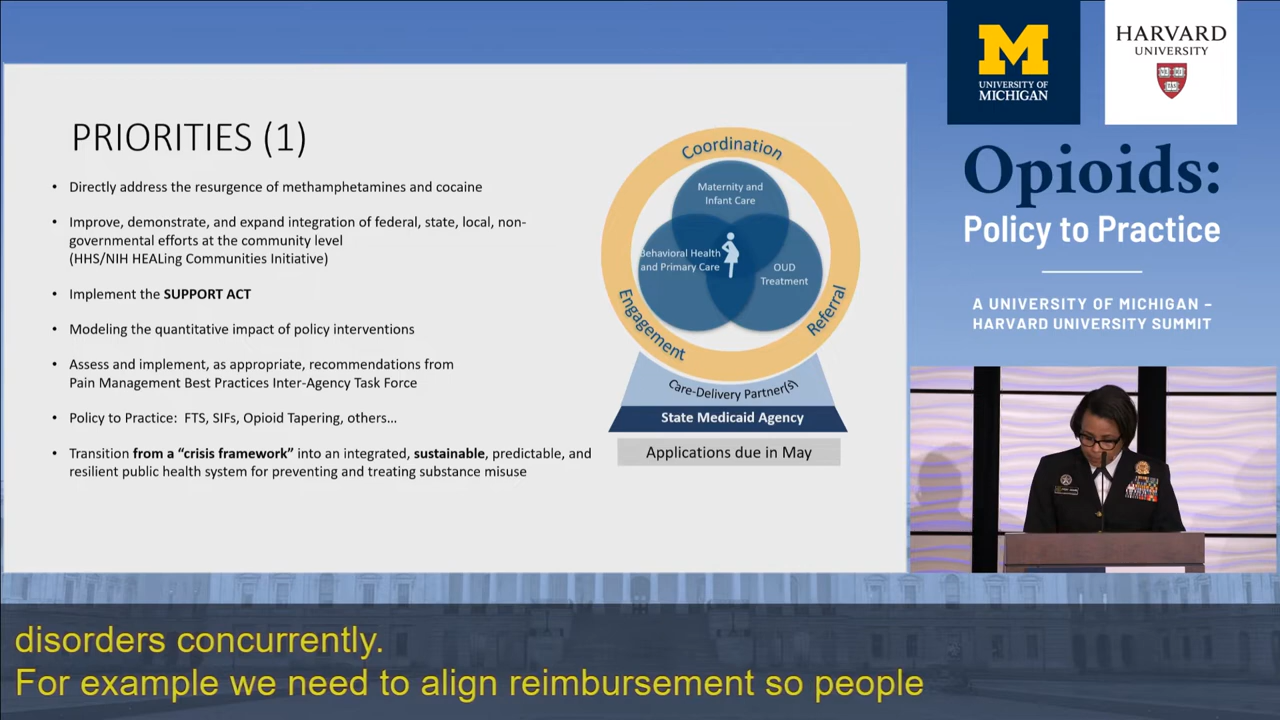 PRIORITIES (1)
• Directly address the resurgence of methamphetamines and cocaine
• Improve, demonstrate, and expand integration of federal, state, local, non-
governmental efforts at the community level
(HHS/NIH HEALing Communities Initiative)
• Implement the SUPPORT ACT
• Modeling the quantitative impact of policy interventions
• Assess and implement, as appropriate, recommendations from
Pain Management Best Practices Inter-Agency Task Force
• Policy to Practice: FTS, SIFs, Opioid Tapering, others...
• Transition from a “crisis framework” into an integrated, sustainable, predictable, and
resilient public health system for preventing and treating substance misuse
Coordination
Maternity and
Infant Care
Behavioral Health
and Primary Care
OUD
Treatment
Engagement
Referral
Care-Delivery Partner(s)
State Medicaid Agency
Applications due in May
M
UNIVERSITY OF
MICHIGAN
HARVARD
UNIVERSITY
Opioids:
Policy to Practice
A UNIVERSITY OF MICHIGAN –
HARVARD UNIVERSITY SUMMIT
disorders concurrently.
For example we need to align reimbursement so people